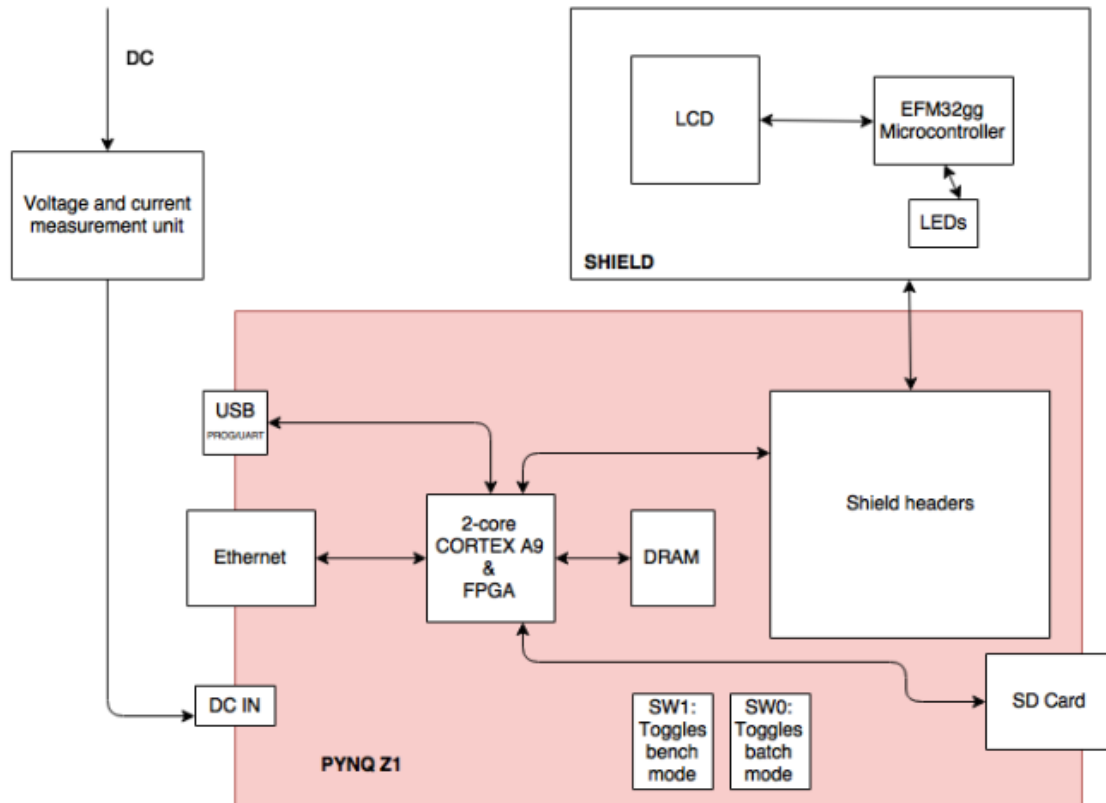 DC
Voltage and current
measurement unit
LCD
EFM32gg
Microcontroller
LEDs
SHIELD
USB
PROG/UART
Ethernet
DC IN
2-core
CORTEX A9
&
FPGA
DRAM
Shield headers
SD Card
SW1:
Toggles
bench
mode
SW0:
Toggles
batch
mode
PYNQ Z1